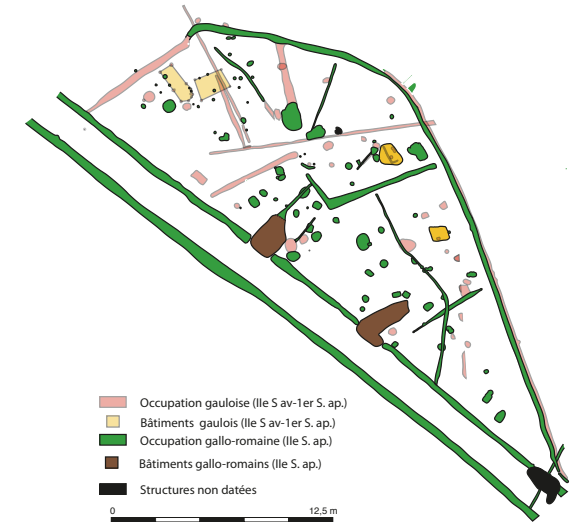 Occupation gauloise (IIe S av-1er S. ap.)
Bâtiments gaulois (IIe S av-1er S. ap.)
Occupation gallo-romaine (IIe S. ap.)
Bâtiments gallo-romains (IIe S. ap.)
Structures non datées
0 12,5 m